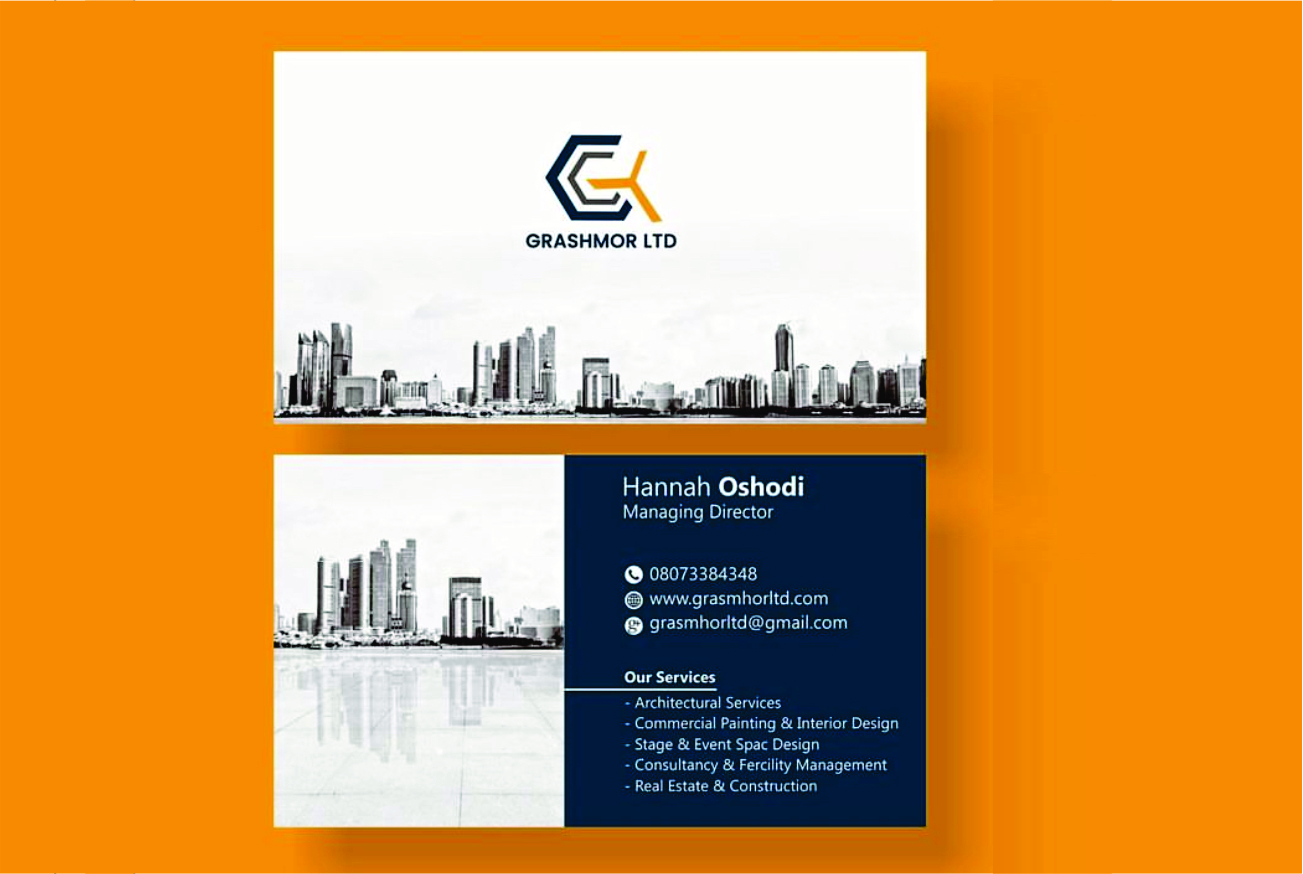 GRASHMOR LTD
Hannah Oshodi
Managing Director
08073384348
www.grasmhorltd.com
grasmhorltd@gmail.com
Our Services
- Architectural Services
- Commercial Painting & Interior Design
- Stage & Event Spac Design
- Consultancy & Fercility Management
- Real Estate & Construction